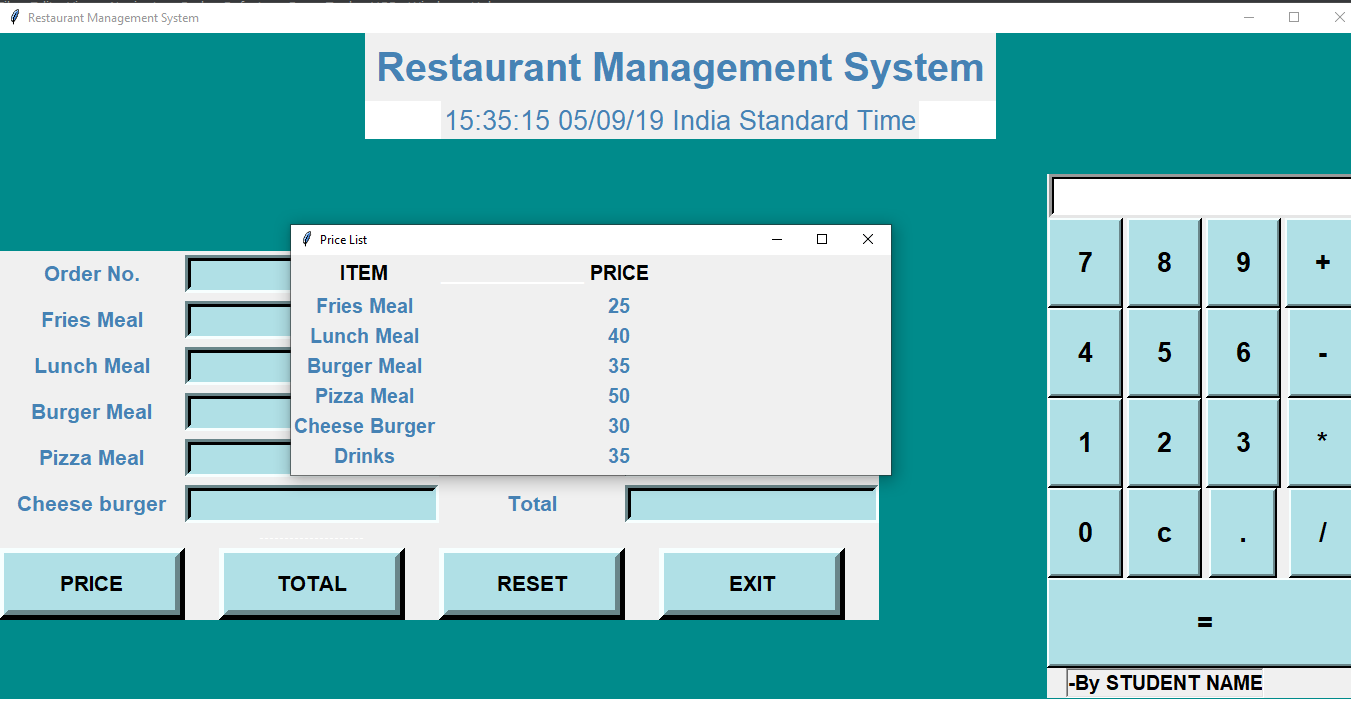 Restaurant Management System
Restaurant Management System
15:35:15 05/09/19 India Standard Time
Price List
ITEM PRICE
Fries Meal 25
Lunch Meal 40
Burger Meal 35
Pizza Meal 50
Cheese Burger 30
Drinks 35
Order No.
Fries Meal
Lunch Meal
Burger Meal
Pizza Meal
Cheese burger Total
PRICE TOTAL RESET EXIT
7 8 9 +
4 5 6 -
1 2 3 *
0 c . /
=
-By STUDENT NAME